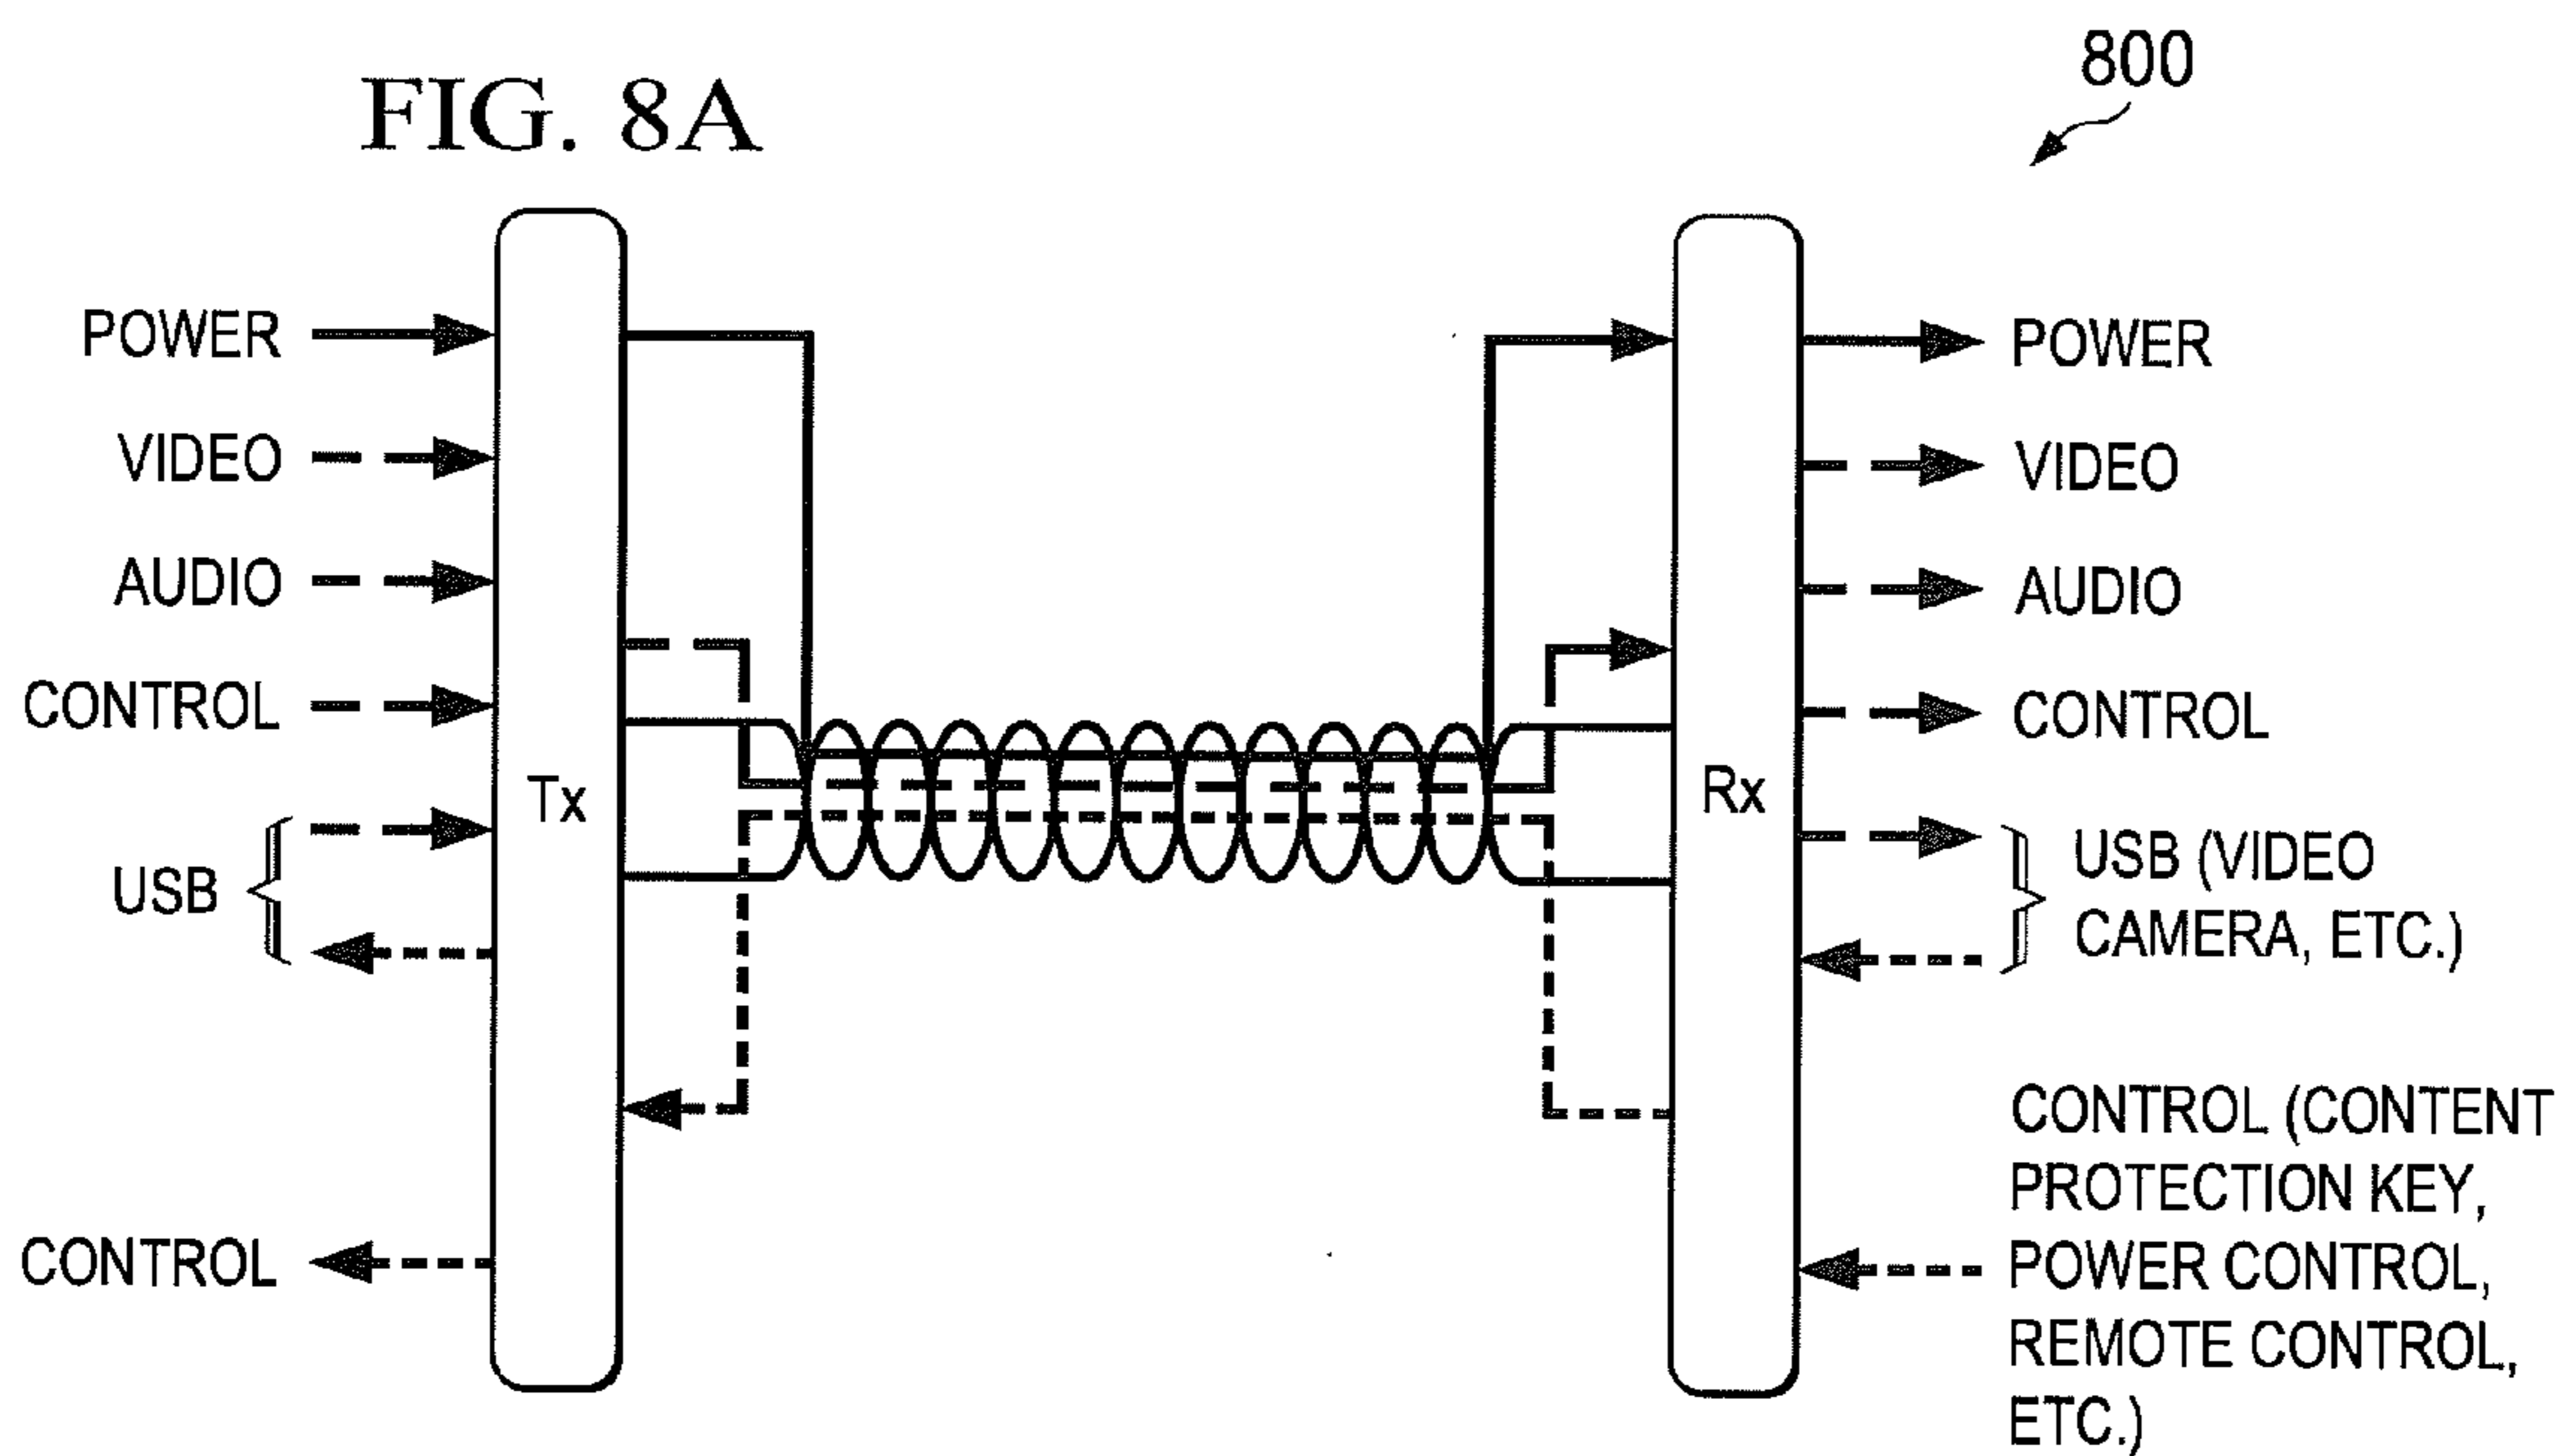 FIG. 8A
800
POWER
VIDEO
AUDIO
CONTROL
USB
CONTROL
Tx
Rx
POWER
VIDEO
AUDIO
CONTROL
USB (VIDEO
CAMERA, ETC.)
CONTROL (CONTENT
PROTECTION KEY,
POWER CONTROL,
REMOTE CONTROL,
ETC.)